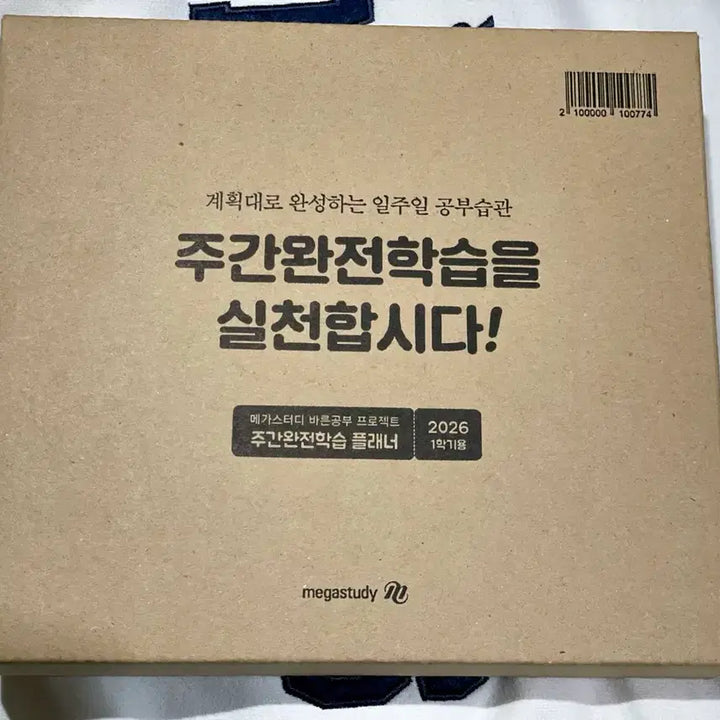 2 100000 100774
계획대로 완성하는 일주일 공부습관
주간완전학습을
실천합시다!
메가스터디 바른공부 프로젝트
주간완전학습 플래너
2026
1학기용
megastudy